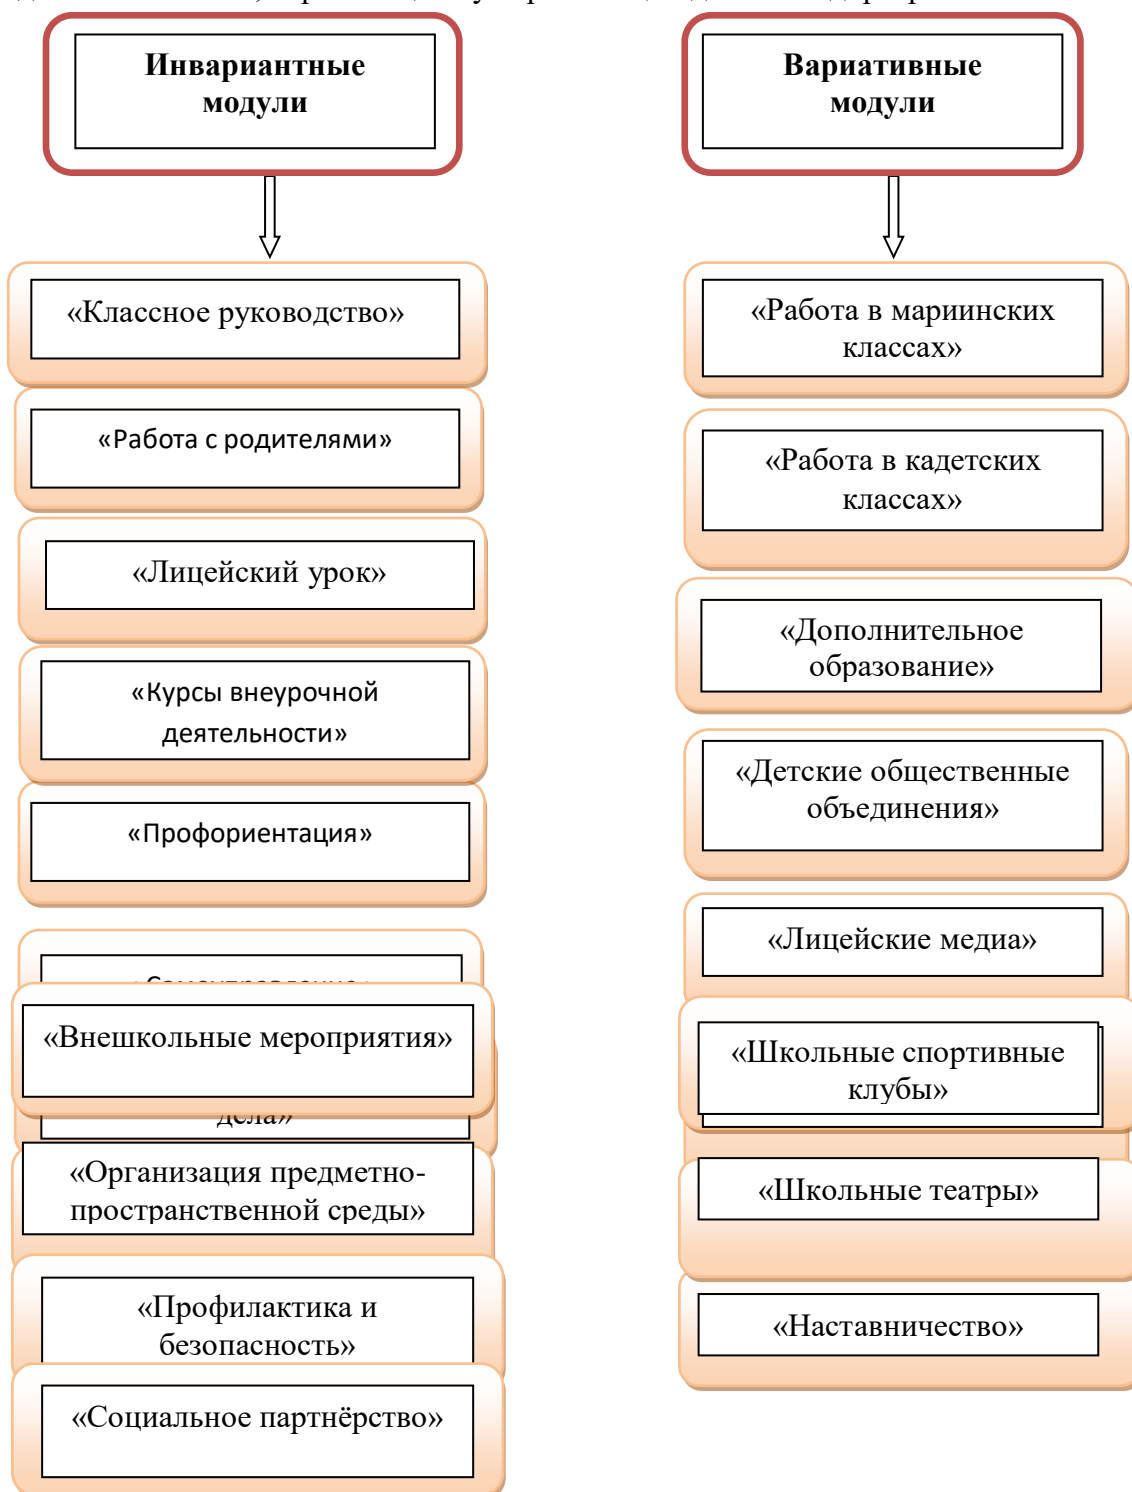 Инвариантные
модули
«Классное руководство»
«Работа с родителями»
«Лицейский урок»
«Курсы внеурочной
деятельности»
«Профориентация»
«Внешкольные мероприятия»
дела»
«Организация предметно-
пространственной среды»
«Профилактика и
безопасность»
«Социальное партнёрство»
Вариативные
модули
«Работа в мариинских
классах»
«Работа в кадетских
классах»
«Дополнительное
образование»
«Детские общественные
объединения»
«Лицейские медиа»
«Школьные спортивные
клубы»
«Школьные театры»
«Наставничество»